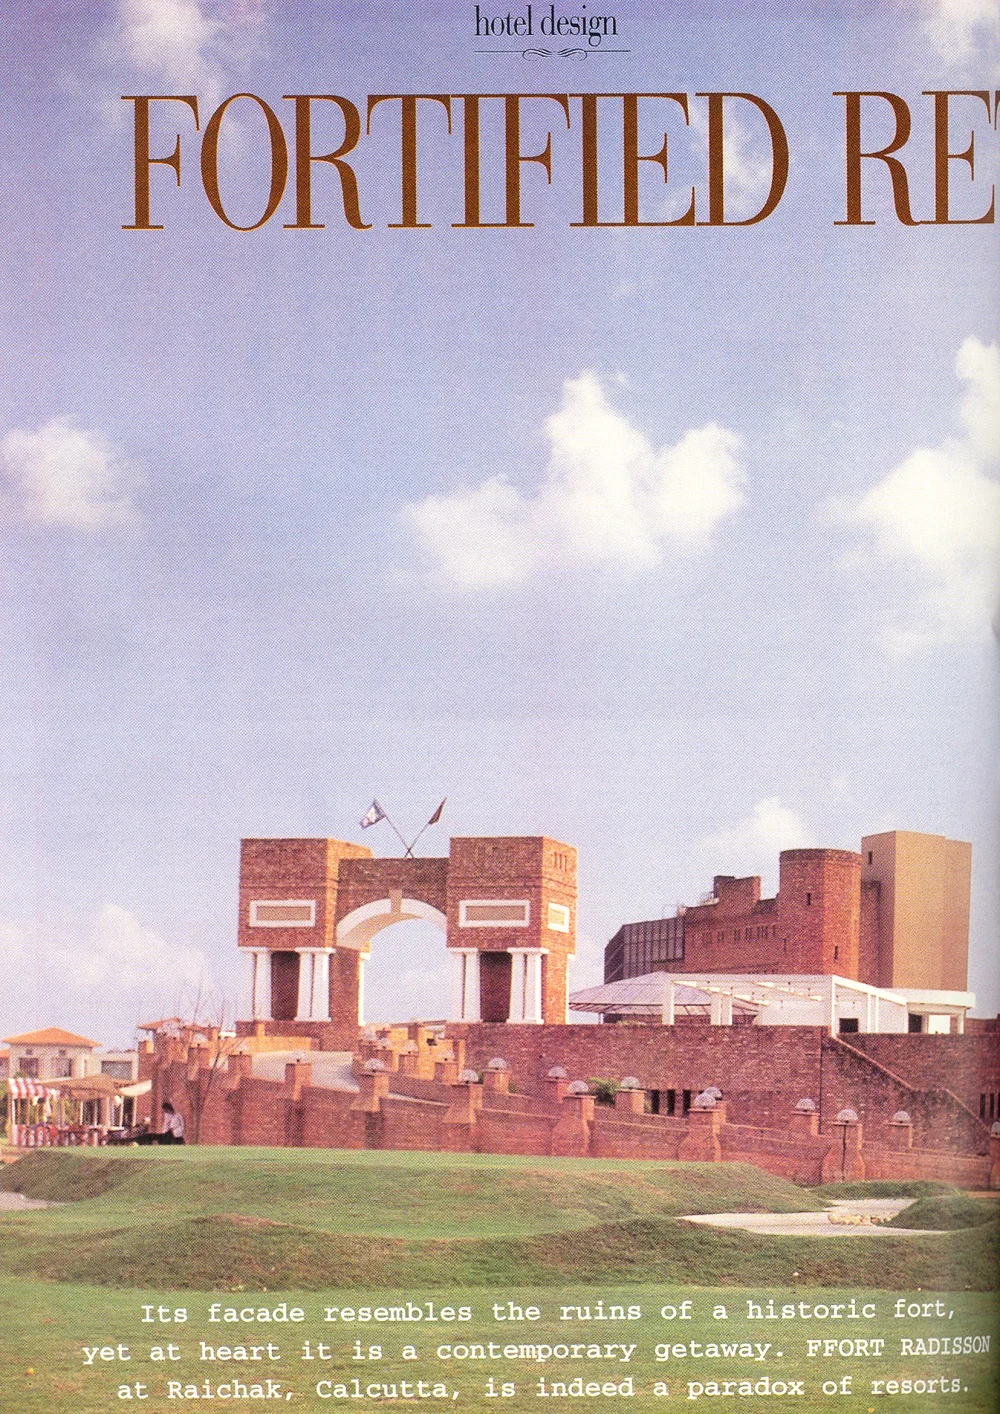 hotel design
FORTIFIED RET
Its facade resembles the ruins of a historic fort,
yet at heart it is a contemporary getaway. FFORT RADISSON
at Raichak, Calcutta, is indeed a paradox of resorts.